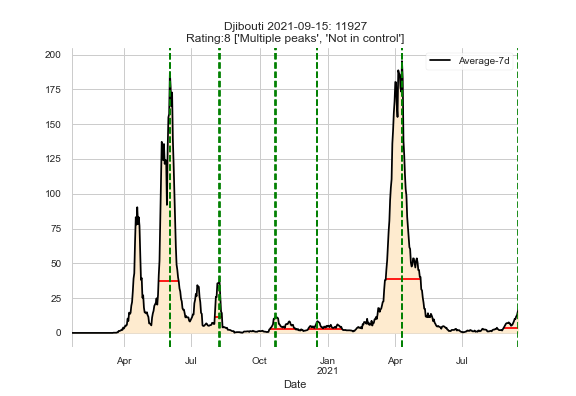 Djibouti 2021-09-15: 11927
Rating:8 ['Multiple peaks', 'Not in control']
Average-7d
200
175
150
125
100
75
50
25
0
Apr
Jul
Oct
Jan
2021
Apr
Jul
Date